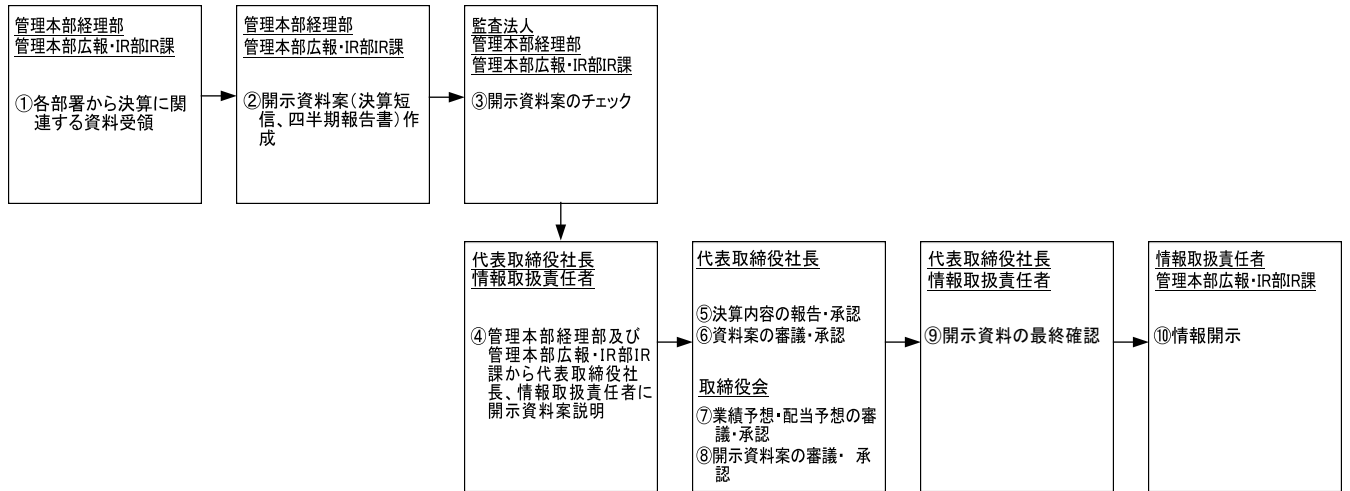 管理本部経理部
管理本部広報・IR部IR課
①各部署から決算に関
連する資料受領
管理本部経理部
管理本部広報・IR部IR課
②開示資料案（決算短
信、四半期報告書）作
成
監査法人
管理本部経理部
管理本部広報・IR部IR課
③開示資料案のチェック
代表取締役社長
情報取扱責任者
④管理本部経理部及び
管理本部広報・IR部IR
課から代表取締役社
長、情報取扱責任者に
開示資料案説明
代表取締役社長
⑤決算内容の報告・承認
⑥資料案の審議・承認
取締役会
⑦業績予想・配当予想の審
議・承認
⑧開示資料案の審議・ 承
認
代表取締役社長
情報取扱責任者
⑨開示資料の最終確認
情報取扱責任者
管理本部広報・IR部IR課
⑩情報開示